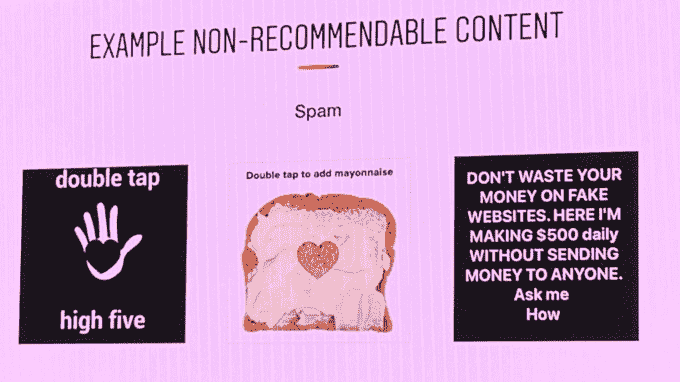 EXAMPLE NON-RECOMMENDABLE CONTENT
Spam
double tap
high five
Double tap to add mayonnaise
DON'T WASTE YOUR
MONEY ON FAKE
WEBSITES. HERE I'M
MAKING $500 daily
WITHOUT SENDING
MONEY TO ANYONE.
Ask me
How